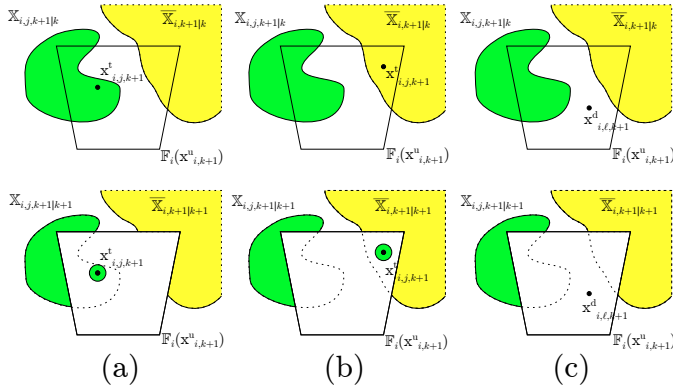 𝕏_{i,j,k+1|k} 𝕏̅_{i,k+1|k} 𝕏_{i,j,k+1|k} 𝕏̅_{i,k+1|k} 𝕏_{i,j,k+1|k} 𝕏̅_{i,k+1|k}
x^t_{i,j,k+1} x^t_{i,j,k+1} x^d_{i,ℓ,k+1}
𝔽_i(x^u_{i,k+1}) 𝔽_i(x^u_{i,k+1}) 𝔽_i(x^u_{i,k+1})
𝕏_{i,j,k+1|k+1} 𝕏̅_{i,k+1|k+1} 𝕏_{i,j,k+1|k+1} 𝕏̅_{i,k+1|k+1} 𝕏_{i,j,k+1|k+1} 𝕏̅_{i,k+1|k+1}
x^t_{i,j,k+1} x^t_{i,j,k+1} x^d_{i,ℓ,k+1}
𝔽_i(x^u_{i,k+1}) 𝔽_i(x^u_{i,k+1}) 𝔽_i(x^u_{i,k+1})
(a) (b) (c)